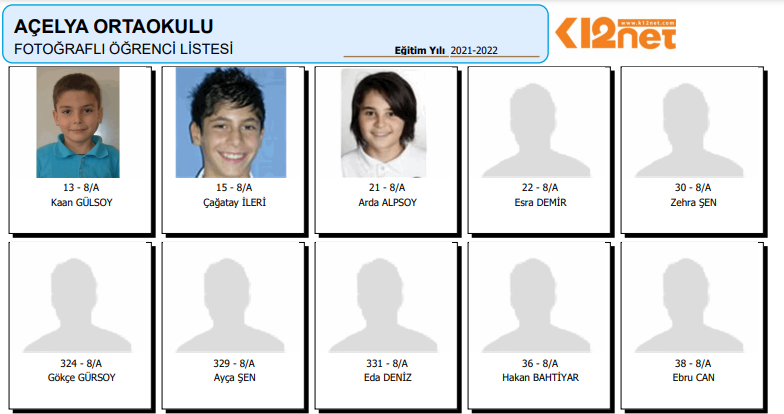 AÇELYA ORTAOKULU
FOTOĞRAFLI ÖĞRENCİ LİSTESİ
Eğitim Yılı 2021-2022
www.k12net.com
K12net
13 - 8/A
Kaan GÜLSOY
15 - 8/A
Çağatay İLERİ
21 - 8/A
Arda ALPSOY
22 - 8/A
Esra DEMİR
30 - 8/A
Zehra ŞEN
324 - 8/A
Gökçe GÜRSOY
329 - 8/A
Ayça ŞEN
331 - 8/A
Eda DENİZ
36 - 8/A
Hakan BAHTİYAR
38 - 8/A
Ebru CAN